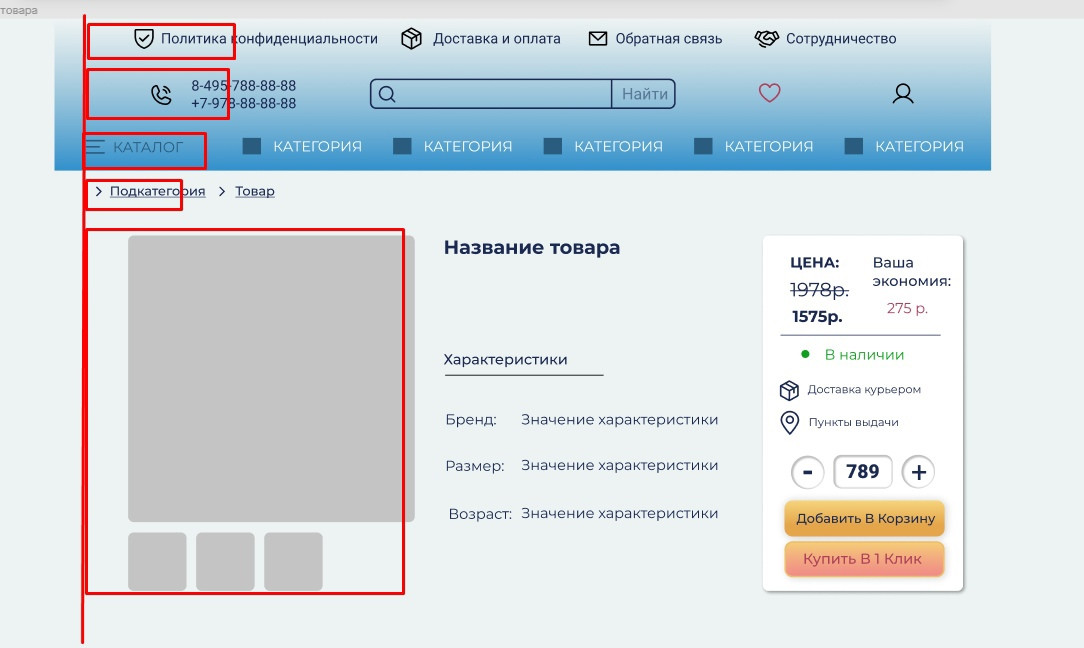 товара
Политика конфиденциальности
Доставка и оплата
Обратная связь
Сотрудничество
8-495-788-88-88
+7-978-88-88-88
Найти
КАТАЛОГ
КАТЕГОРИЯ
КАТЕГОРИЯ
КАТЕГОРИЯ
КАТЕГОРИЯ
КАТЕГОРИЯ
Подкатегория
Товар
Название товара
Характеристики
Бренд: Значение характеристики
Размер: Значение характеристики
Возраст: Значение характеристики
ЦЕНА:
1978р.
1575р.
Ваша
экономия:
275 р.
В наличии
Доставка курьером
Пункты выдачи
- 789 +
Добавить В Корзину
Купить В 1 Клик